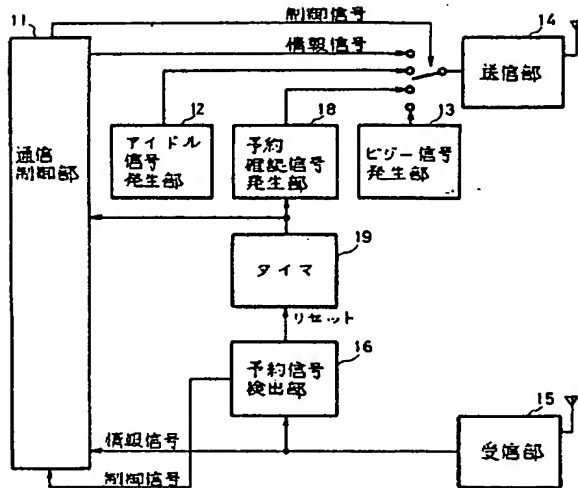 11
制御信号
情報信号
14
送信部
通信
制御部
12
アイドル
信号
発生部
18
予約
確認信号
発生部
13
ビジー信号
発生部
19
タイマ
リセット
16
予約信号
検出部
15
受信部
情報信号
制御信号